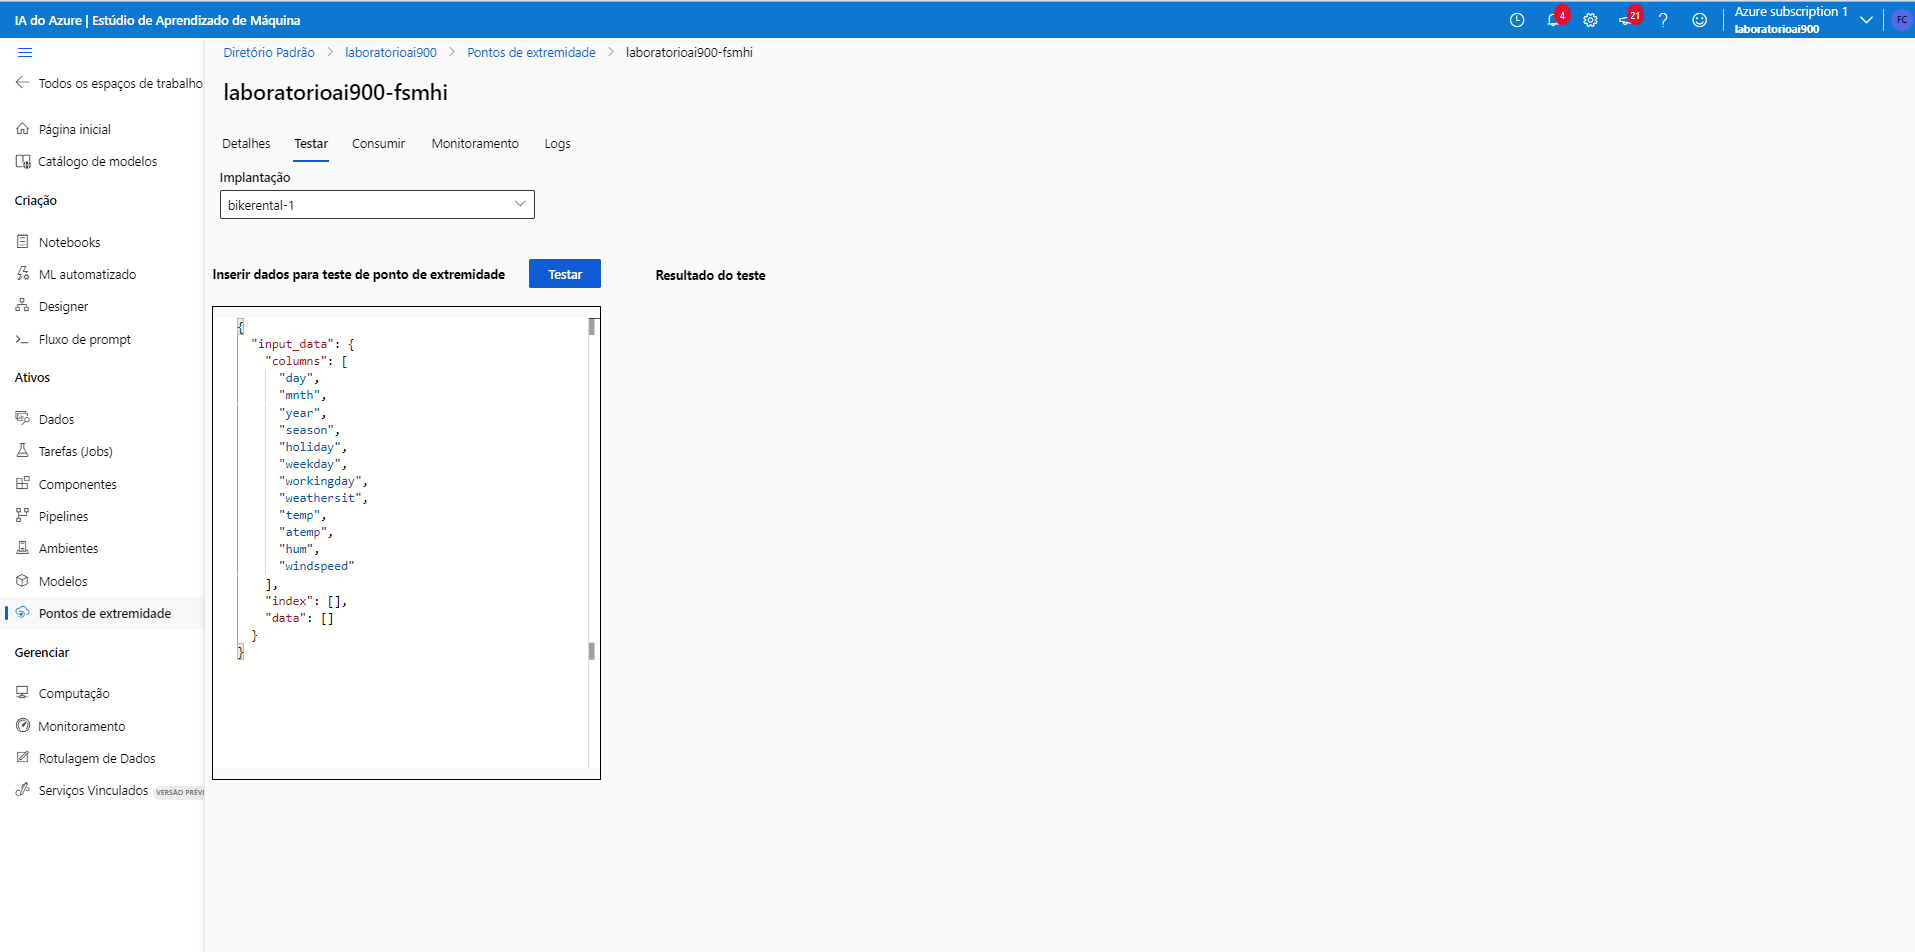 IA do Azure | Estúdio de Aprendizado de Máquina
4
21
Azure subscription 1
laboratorioai900
FC
Todos os espaços de trabalho
Página inicial
Catálogo de modelos
Criação
Notebooks
ML automatizado
Designer
Fluxo de prompt
Ativos
Dados
Tarefas (Jobs)
Componentes
Pipelines
Ambientes
Modelos
Pontos de extremidade
Gerenciar
Computação
Monitoramento
Rotulagem de Dados
Serviços Vinculados VERSÃO PRÉVI
Diretório Padrão > laboratorioai900 > Pontos de extremidade > laboratorioai900-fsmhi
laboratorioai900-fsmhi
Detalhes Testar Consumir Monitoramento Logs
Implantação
bikerental-1
Inserir dados para teste de ponto de extremidade
Testar
Resultado do teste
{
"input_data": {
"columns": [
"day",
"mnth",
"year",
"season",
"holiday",
"weekday",
"workingday",
"weathersit",
"temp",
"atemp",
"hum",
"windspeed"
],
"index": [],
"data": []
}
}